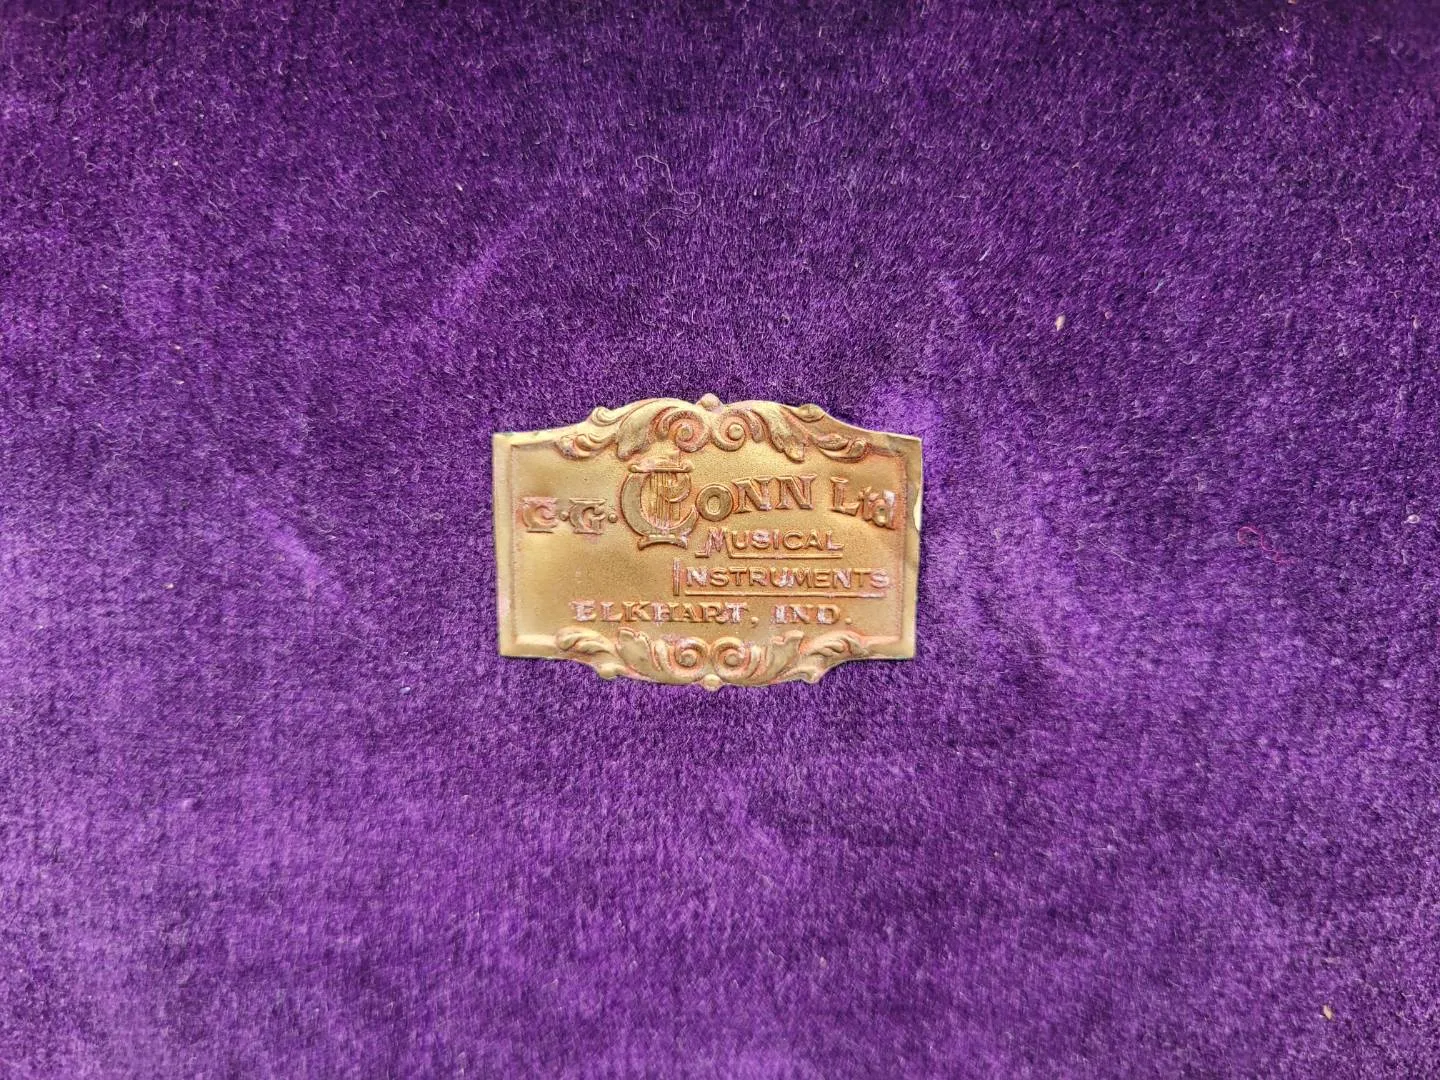 C.G. CONN Ltd
MUSICAL
INSTRUMENTS
ELKHART, IND.